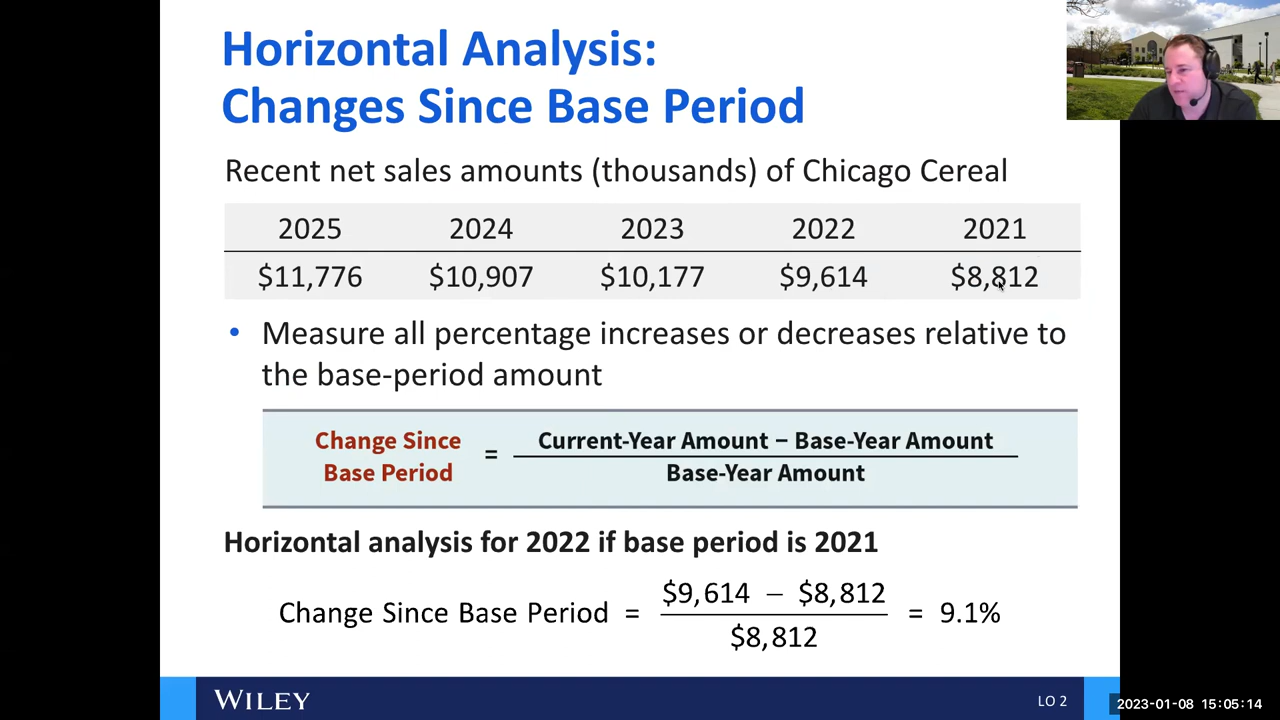 Horizontal Analysis:
Changes Since Base Period
Recent net sales amounts (thousands) of Chicago Cereal
2025 2024 2023 2022 2021
$11,776 $10,907 $10,177 $9,614 $8,812
• Measure all percentage increases or decreases relative to
the base-period amount
Change Since
Base Period
=
Current-Year Amount − Base-Year Amount
Base-Year Amount
Horizontal analysis for 2022 if base period is 2021
Change Since Base Period =
$9,614 − $8,812
$8,812
= 9.1%
WILEY
LO 2
2023-01-08 15:05:14